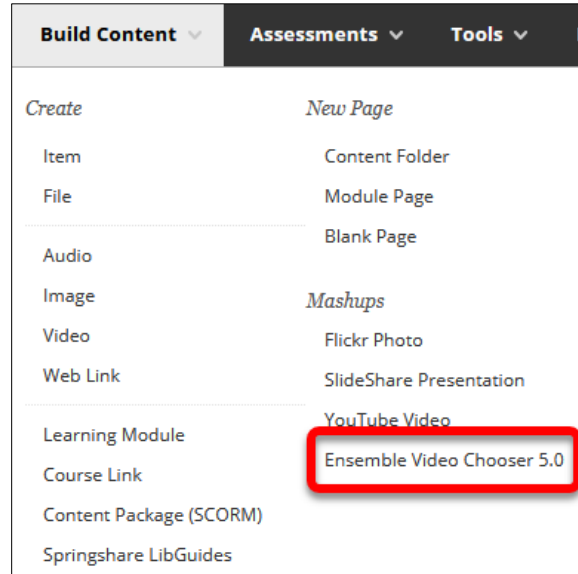 Build Content
Assessments
Tools
Create
Item
File
Audio
Image
Video
Web Link
Learning Module
Course Link
Content Package (SCORM)
Springshare LibGuides
New Page
Content Folder
Module Page
Blank Page
Mashups
Flickr Photo
SlideShare Presentation
YouTube Video
Ensemble Video Chooser 5.0